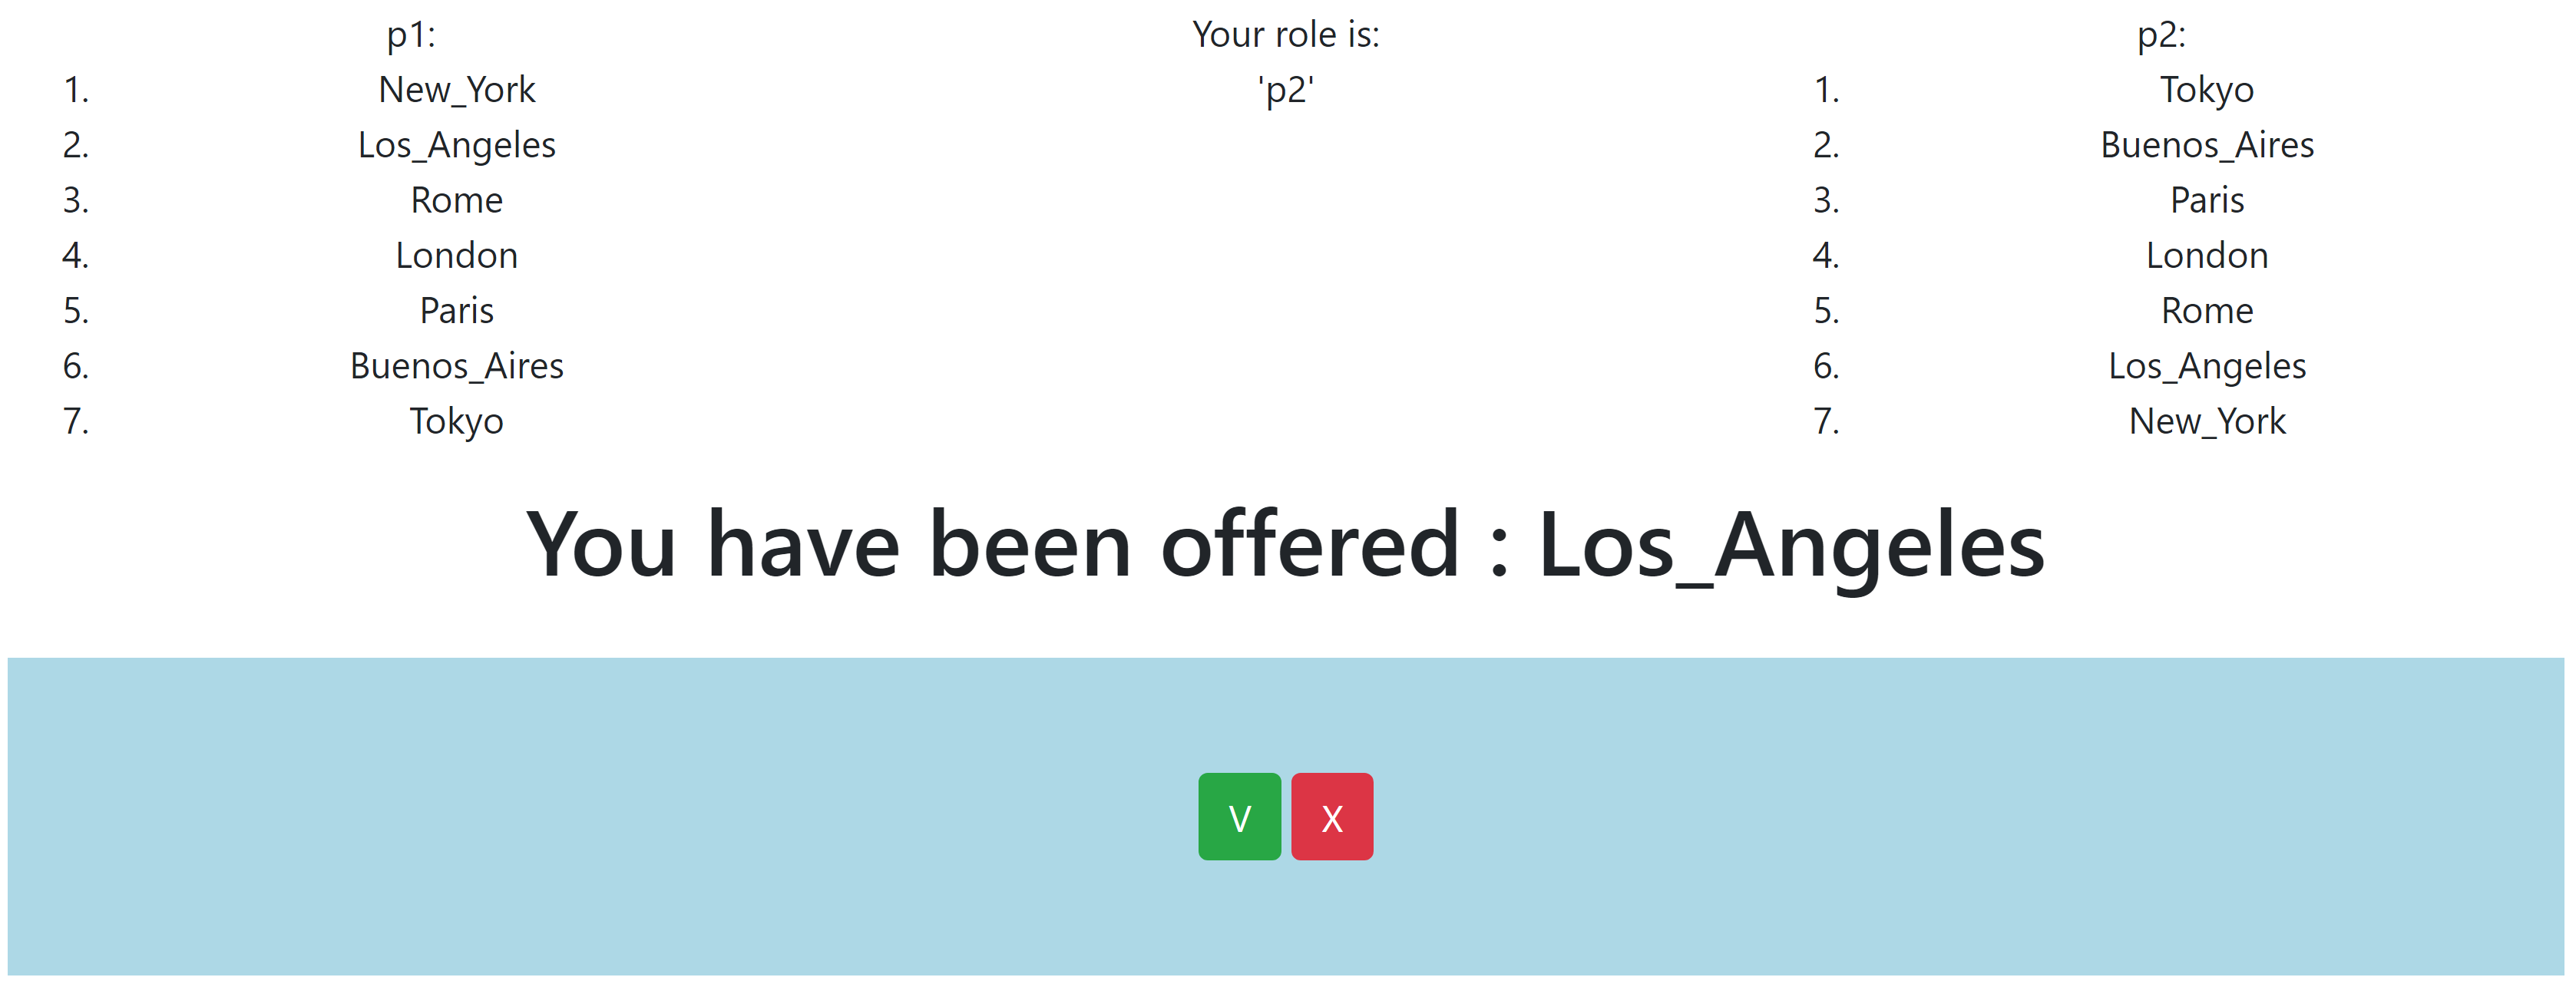 p1:
1. New_York
2. Los_Angeles
3. Rome
4. London
5. Paris
6. Buenos_Aires
7. Tokyo
Your role is:
'p2'
p2:
1. Tokyo
2. Buenos_Aires
3. Paris
4. London
5. Rome
6. Los_Angeles
7. New_York
You have been offered : Los_Angeles
V X